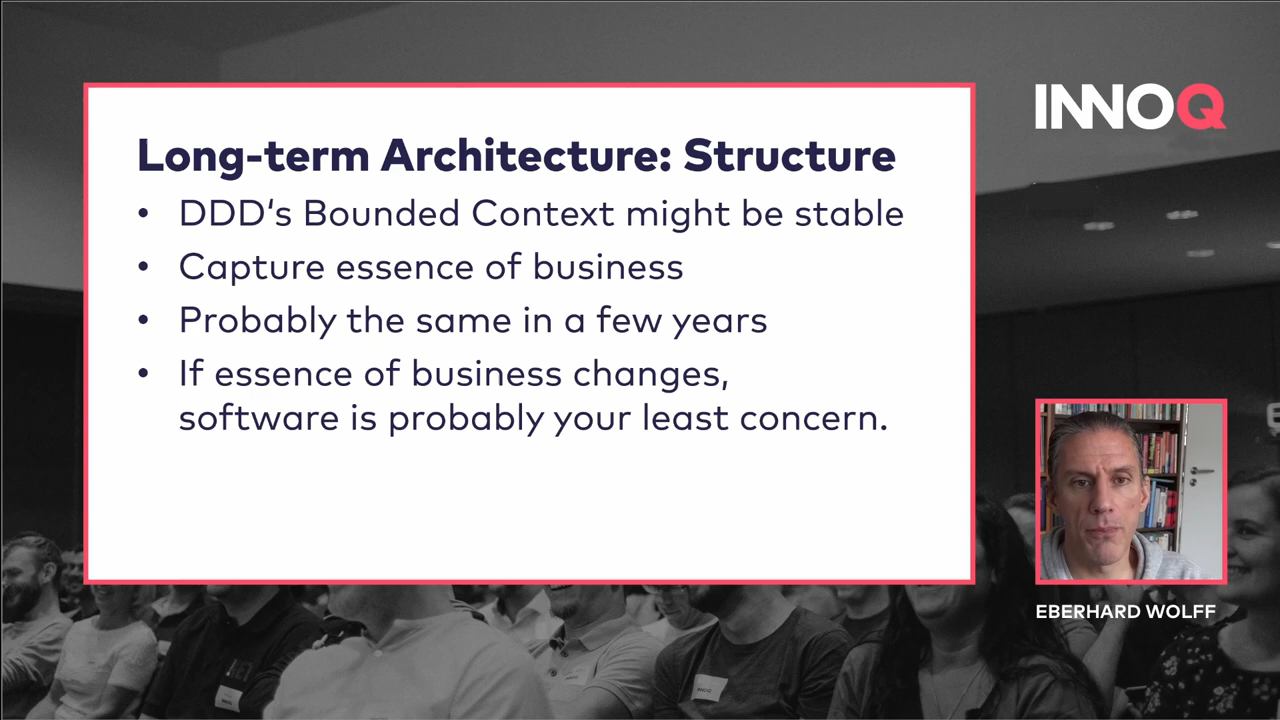 INNOQ
Long-term Architecture: Structure
• DDD‘s Bounded Context might be stable
• Capture essence of business
• Probably the same in a few years
• If essence of business changes,
software is probably your least concern.
EBERHARD WOLFF
INNOQ